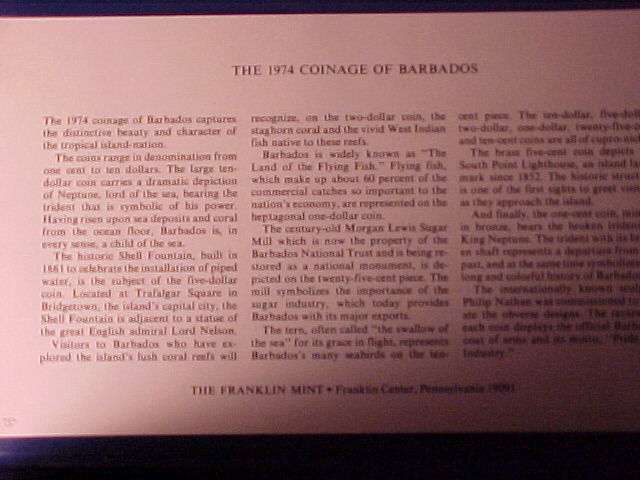 THE 1974 COINAGE OF BARBADOS
The 1974 coinage of Barbados captures
the distinctive beauty and character of
the tropical island-nation.
The coins range in denomination from
one cent to ten dollars. The large ten-
dollar coin carries a dramatic depiction
of Neptune, lord of the sea, bearing the
trident that is symbolic of his power.
Having risen upon sea deposits and coral
from the ocean floor, Barbados is, in
every sense, a child of the sea.
The historic Shell Fountain, built in
1861 to celebrate the installation of piped
water, is the subject of the five-dollar
coin. Located at Trafalgar Square in
Bridgetown, the island's capital city, the
Shell Fountain is adjacent to a statue of
the great English admiral Lord Nelson.
Visitors to Barbados who have ex-
plored the island's lush coral reefs will
recognize, on the two-dollar coin, the
staghorn coral and the vivid West Indian
fish native to these reefs.
Barbados is widely known as "The
Land of the Flying Fish." Flying fish,
which make up about 60 percent of the
commercial catches so important to the
nation's economy, are represented on the
heptagonal one-dollar coin.
The century-old Morgan Lewis Sugar
Mill which is now the property of the
Barbados National Trust and is being re-
stored as a national monument, is de-
picted on the twenty-five-cent piece. The
mill symbolizes the importance of the
sugar industry, which today provides
Barbados with its major exports.
The tern, often called "the swallow of
the sea" for its grace in flight, represents
Barbados's many seabirds on the ten-
cent piece. The ten-dollar, five-doll
two-dollar, one-dollar, twenty-five-
and ten-cent coins are all of cupro-nick
The brass five-cent coin depicts
South Point Lighthouse, an island la
mark since 1852. The historic struct
is one of the first sights to greet visi
as they approach the island.
And finally, the one-cent coin, mi
in bronze, bears the broken trident
King Neptune. The trident with its b
en shaft represents a departure from
past, and at the same time symbolizes
long and colorful history of Barbado
The internationally known scul
Philip Nathan was commissioned to
ate the obverse designs. The revers
each coin displays the official Barb
coat of arms and its motto, "Pride
Industry."
THE FRANKLIN MINT • Franklin Center, Pennsylvania 19091